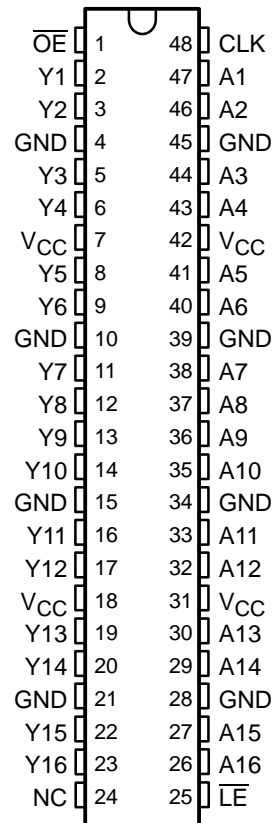 O̅E̅ 1 48 CLK
Y1 2 47 A1
Y2 3 46 A2
GND 4 45 GND
Y3 5 44 A3
Y4 6 43 A4
VCC 7 42 VCC
Y5 8 41 A5
Y6 9 40 A6
GND 10 39 GND
Y7 11 38 A7
Y8 12 37 A8
Y9 13 36 A9
Y10 14 35 A10
GND 15 34 GND
Y11 16 33 A11
Y12 17 32 A12
VCC 18 31 VCC
Y13 19 30 A13
Y14 20 29 A14
GND 21 28 GND
Y15 22 27 A15
Y16 23 26 A16
NC 24 25 L̅E̅